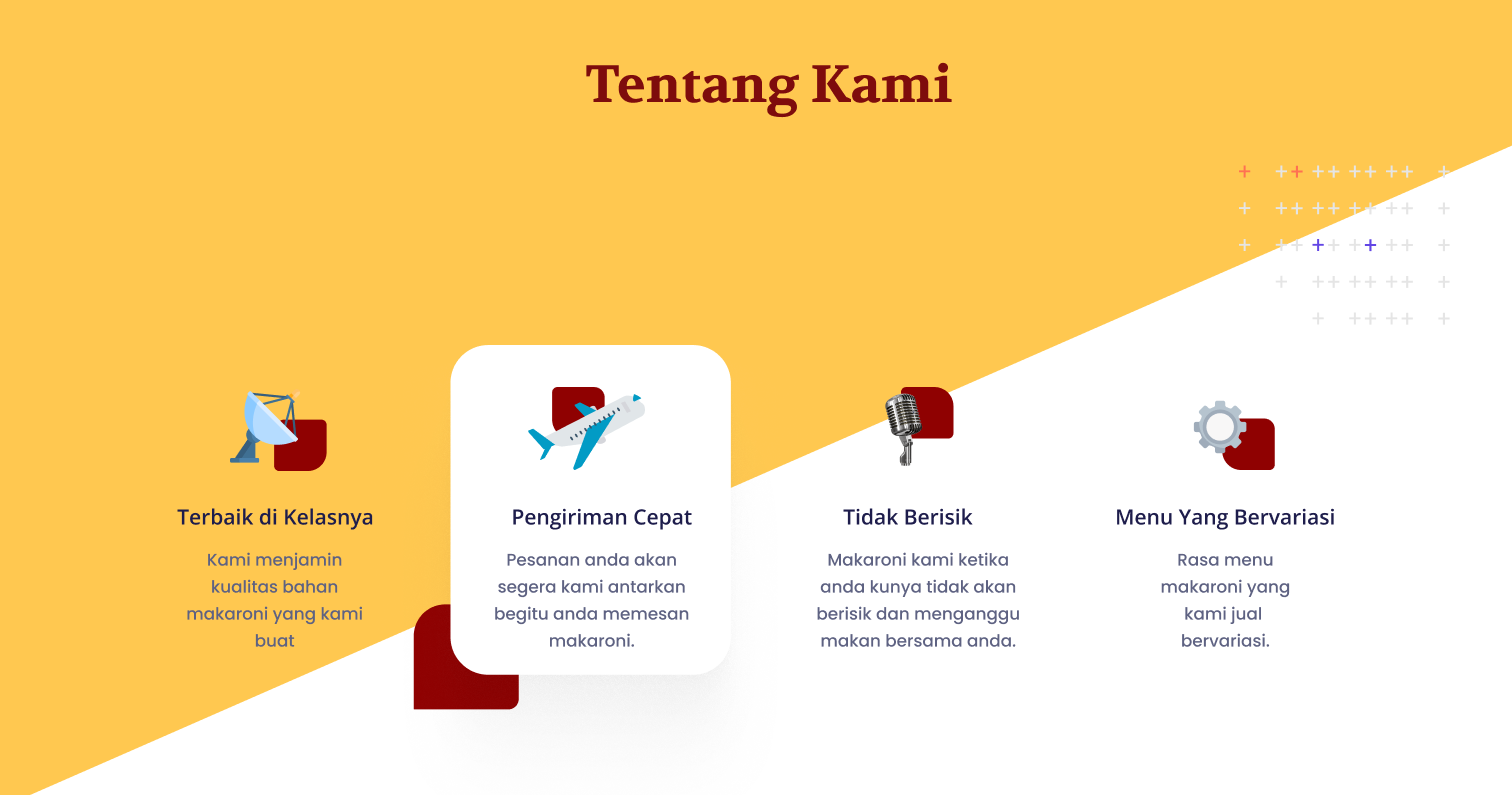 Tentang Kami
Terbaik di Kelasnya
Kami menjamin
kualitas bahan
makaroni yang kami
buat
Pengiriman Cepat
Pesanan anda akan
segera kami antarkan
begitu anda memesan
makaroni.
Tidak Berisik
Makaroni kami ketika
anda kunya tidak akan
berisik dan menganggu
makan bersama anda.
Menu Yang Bervariasi
Rasa menu
makaroni yang
kami jual
bervariasi.